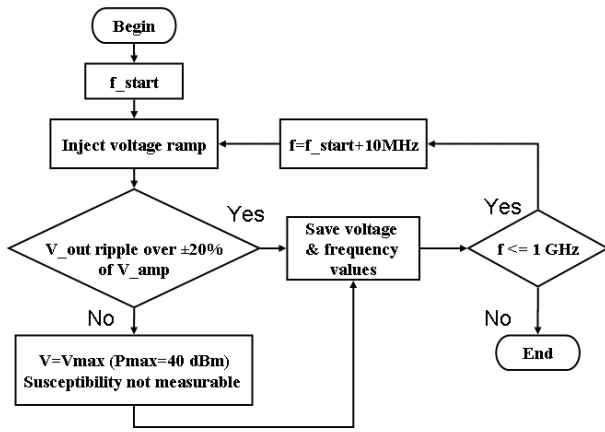 Begin
f_start
Inject voltage ramp
f=f_start+10MHz
V_out ripple over ±20%
of V_amp
Yes
No
Save voltage
& frequency
values
f <= 1 GHz
Yes
No
V=Vmax (Pmax=40 dBm)
Susceptibility not measurable
End